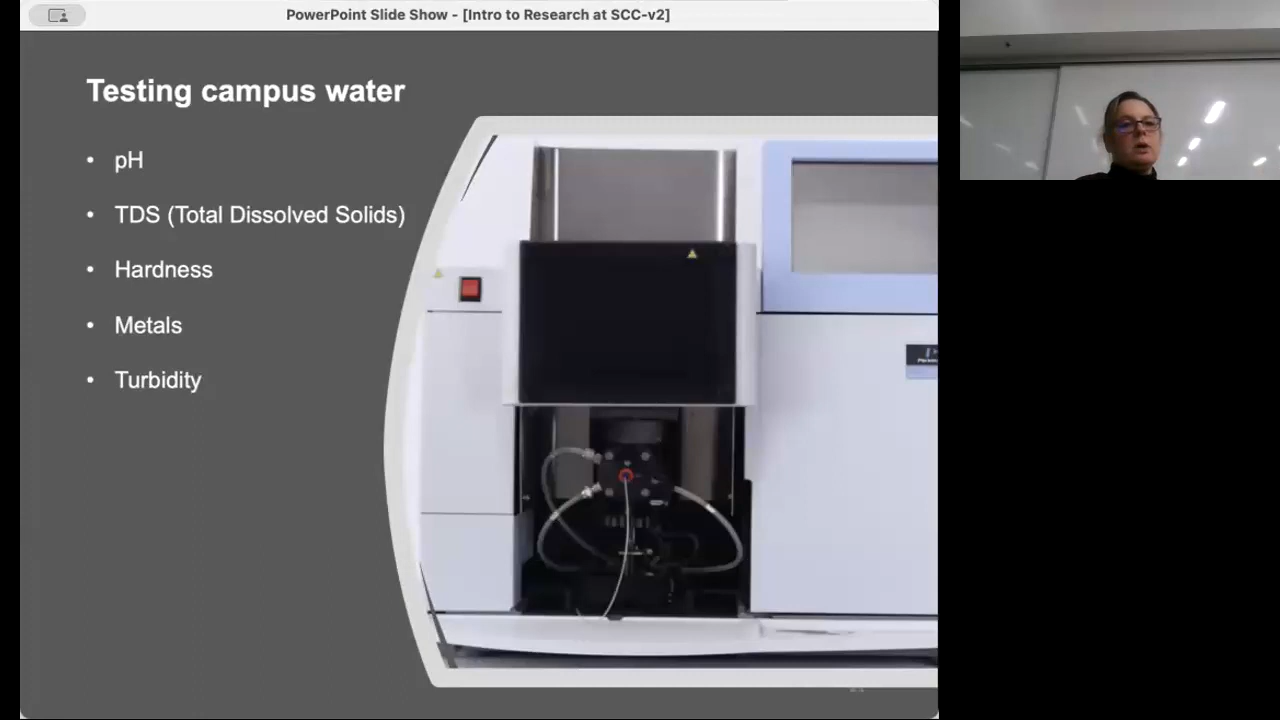 PowerPoint Slide Show - [Intro to Research at SCC-v2]
Testing campus water
• pH
• TDS (Total Dissolved Solids)
• Hardness
• Metals
• Turbidity